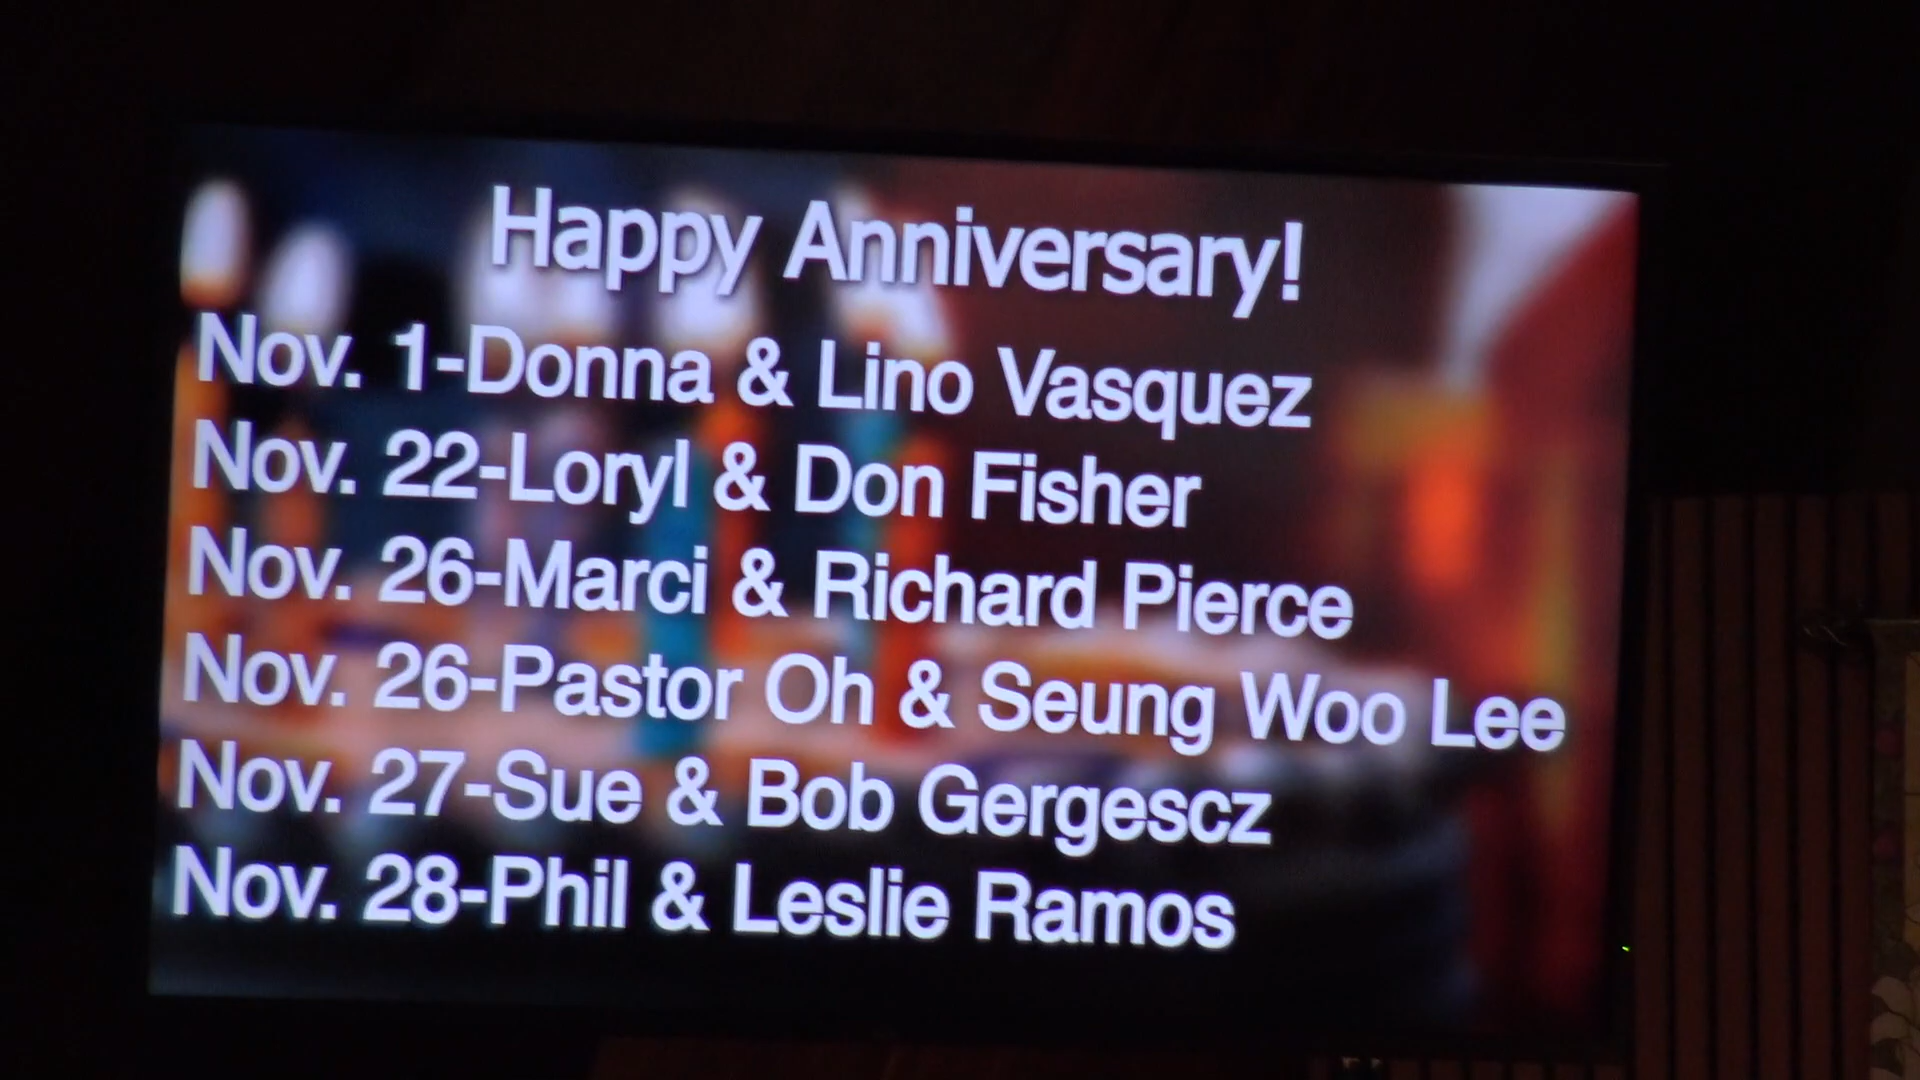 Happy Anniversary!
Nov. 1-Donna & Lino Vasquez
Nov. 22-Loryl & Don Fisher
Nov. 26-Marci & Richard Pierce
Nov. 26-Pastor Oh & Seung Woo Lee
Nov. 27-Sue & Bob Gergescz
Nov. 28-Phil & Leslie Ramos